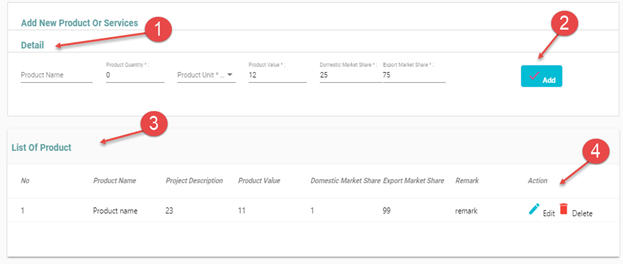 Add New Product Or Services
1
2
Detail
Product Quantity * : Product Value * : Domestic Market Share * : Export Market Share * :
Product Name 0 Product Unit * ... 12 25 75
Add
3
List Of Product
4
No Product Name Project Description Product Value Domestic Market Share Export Market Share Remark Action
1 Product name 23 11 1 99 remark Edit Delete